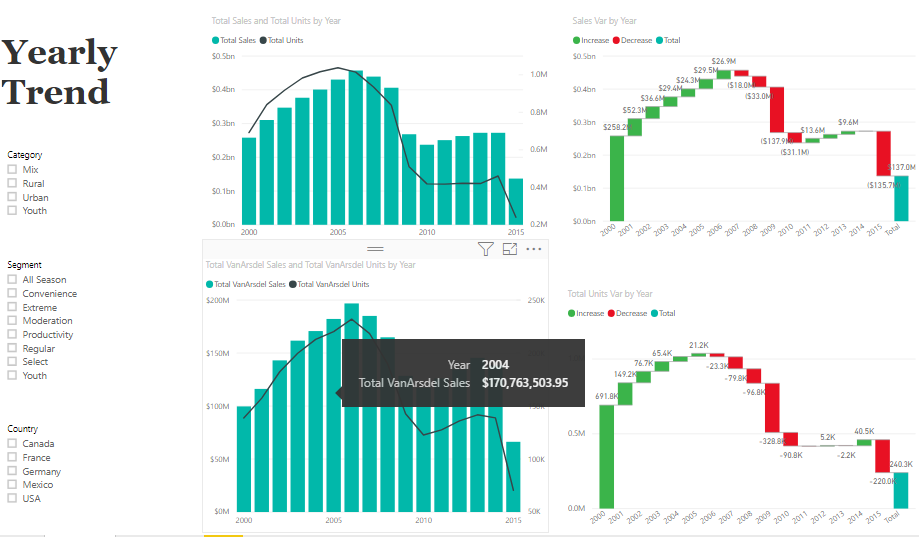 Yearly
Trend
Category
Mix
Rural
Urban
Youth
Segment
All Season
Convenience
Extreme
Moderation
Productivity
Regular
Select
Youth
Country
Canada
France
Germany
Mexico
USA
Total Sales and Total Units by Year
Total Sales Total Units
$0.5bn
$0.4bn
$0.3bn
$0.2bn
$0.1bn
$0.0bn
1.0M
0.8M
0.6M
0.4M
0.2M
2000 2005 2010 2015
Sales Var by Year
Increase Decrease Total
$0.5bn
$0.4bn
$0.3bn
$0.2bn
$0.1bn
$0.0bn
$258.2M
$52.3M
$36.6M
$29.4M
$24.3M
$29.5M
$26.9M
($18.0M)
($33.0M)
($137.9M)
($31.1M)
$13.6M
$9.6M
($135.7M)
$137.0M
2000 2001 2002 2003 2004 2005 2006 2007 2008 2009 2010 2011 2012 2013 2014 2015 Total
Total VanArsdel Sales and Total VanArsdel Units by Year
Total VanArsdel Sales Total VanArsdel Units
$200M
$150M
$100M
$50M
$0M
250K
150K
100K
50K
2000 2005 2010 2015
Year 2004
Total VanArsdel Sales $170,763,503.95
Total Units Var by Year
Increase Decrease Total
0.5M
0.0M
691.8K
149.2K
76.7K
65.4K
21.2K
-23.3K
-79.8K
-96.8K
-328.8K
-90.8K
5.2K
-2.2K
40.5K
-220.0K
240.3K
2000 2001 2002 2003 2004 2005 2006 2007 2008 2009 2010 2011 2012 2013 2014 2015 Total